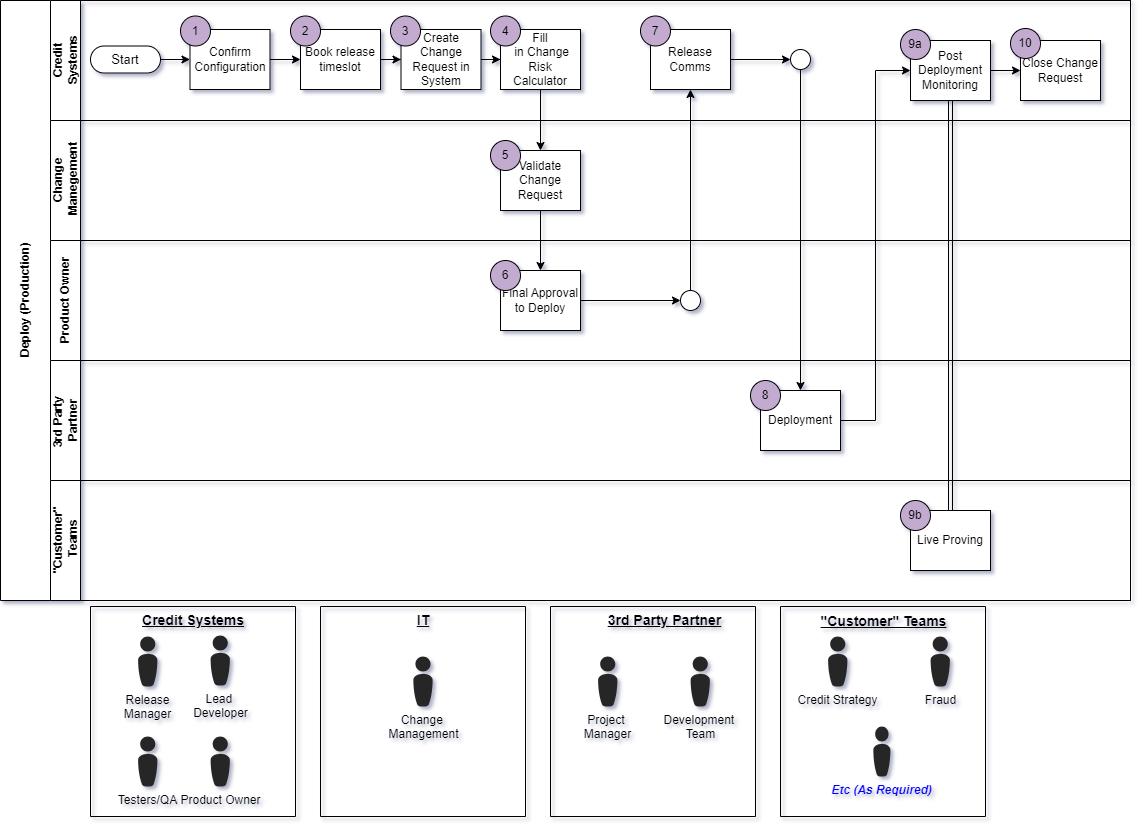 Deploy (Production)
Credit
Systems
Start
1
Confirm
Configuration
2
Book release
timeslot
3
Create
Change
Request in
System
4
Fill
in Change
Risk
Calculator
7
Release
Comms
9a
Post
Deployment
Monitoring
10
Close Change
Request
Change
Manegement
5
Validate
Change
Request
Product Owner
6
Final Approval
to Deploy
3rd Party
Partner
8
Deployment
"Customer"
Teams
9b
Live Proving
Credit Systems
Release
Manager
Lead
Developer
Testers/QA
Product Owner
IT
Change
Management
3rd Party Partner
Project
Manager
Development
Team
"Customer" Teams
Credit Strategy
Fraud
Etc (As Required)